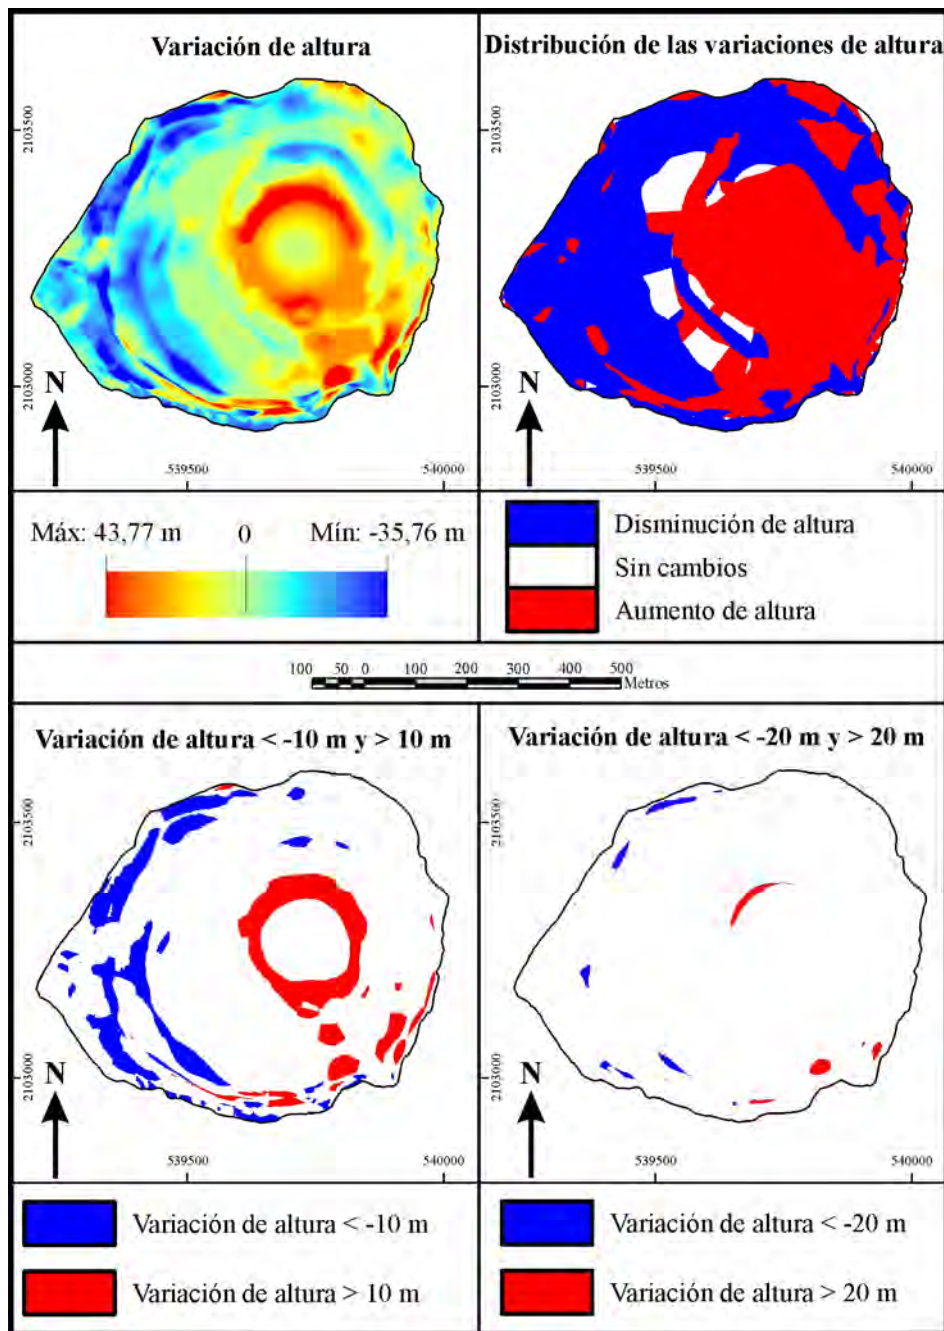 Variación de altura
2103500
2103000
N
539500
540000
Distribución de las variaciones de altura
2103500
2103000
N
539500
540000
Máx: 43,77 m 0 Mín: -35,76 m
Disminución de altura
Sin cambios
Aumento de altura
100 50 0 100 200 300 400 500
Metros
Variación de altura < -10 m y > 10 m
2103500
2103000
N
539500
540000
Variación de altura < -20 m y > 20 m
2103500
2103000
N
539500
540000
Variación de altura < -10 m
Variación de altura > 10 m
Variación de altura < -20 m
Variación de altura > 20 m